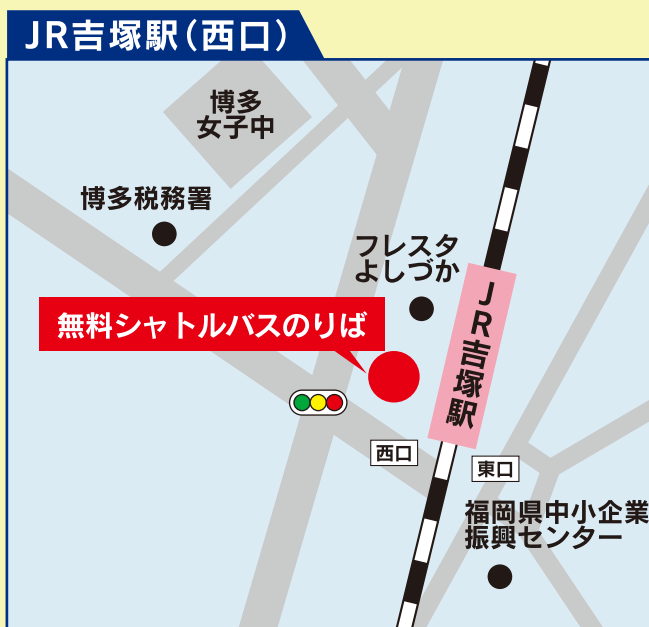 JR吉塚駅(西口)
博多
女子中
博多税務署
フレスタ
よしづか
無料シャトルバスのりば
JR吉塚駅
西口
東口
福岡県中小企業
振興センター